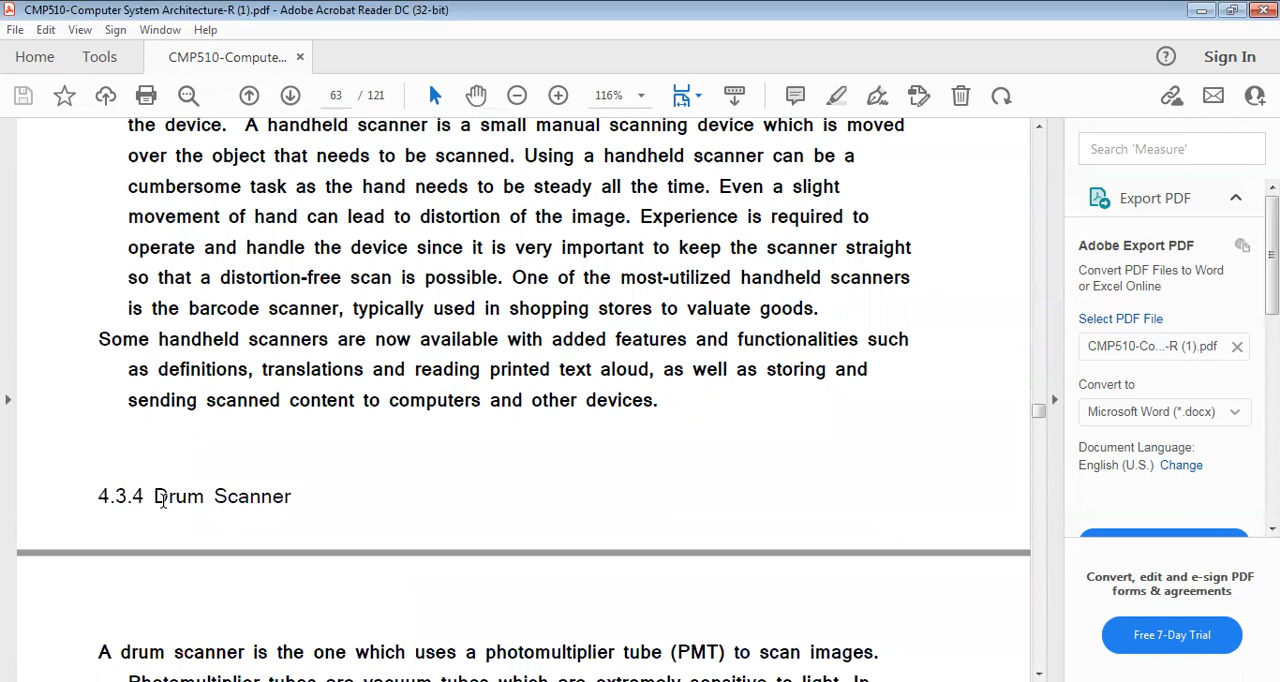 CMP510-Computer System Architecture-R (1).pdf - Adobe Acrobat Reader DC (32-bit)
File Edit View Sign Window Help
Home Tools CMP510-Compute... × Sign In
63 / 121 116%
the device. A handheld scanner is a small manual scanning device which is moved
over the object that needs to be scanned. Using a handheld scanner can be a
cumbersome task as the hand needs to be steady all the time. Even a slight
movement of hand can lead to distortion of the image. Experience is required to
operate and handle the device since it is very important to keep the scanner straight
so that a distortion-free scan is possible. One of the most-utilized handheld scanners
is the barcode scanner, typically used in shopping stores to valuate goods.
Some handheld scanners are now available with added features and functionalities such
as definitions, translations and reading printed text aloud, as well as storing and
sending scanned content to computers and other devices.
4.3.4 Drum Scanner
A drum scanner is the one which uses a photomultiplier tube (PMT) to scan images.
Photomultiplier tubes are vacuum tubes which are extremely sensitive to light. In
Search 'Measure'
Export PDF
Adobe Export PDF
Convert PDF Files to Word
or Excel Online
Select PDF File
CMP510-Co...-R (1).pdf
Convert to
Microsoft Word (*.docx)
Document Language:
English (U.S.) Change
Convert, edit and e-sign PDF
forms & agreements
Free 7-Day Trial